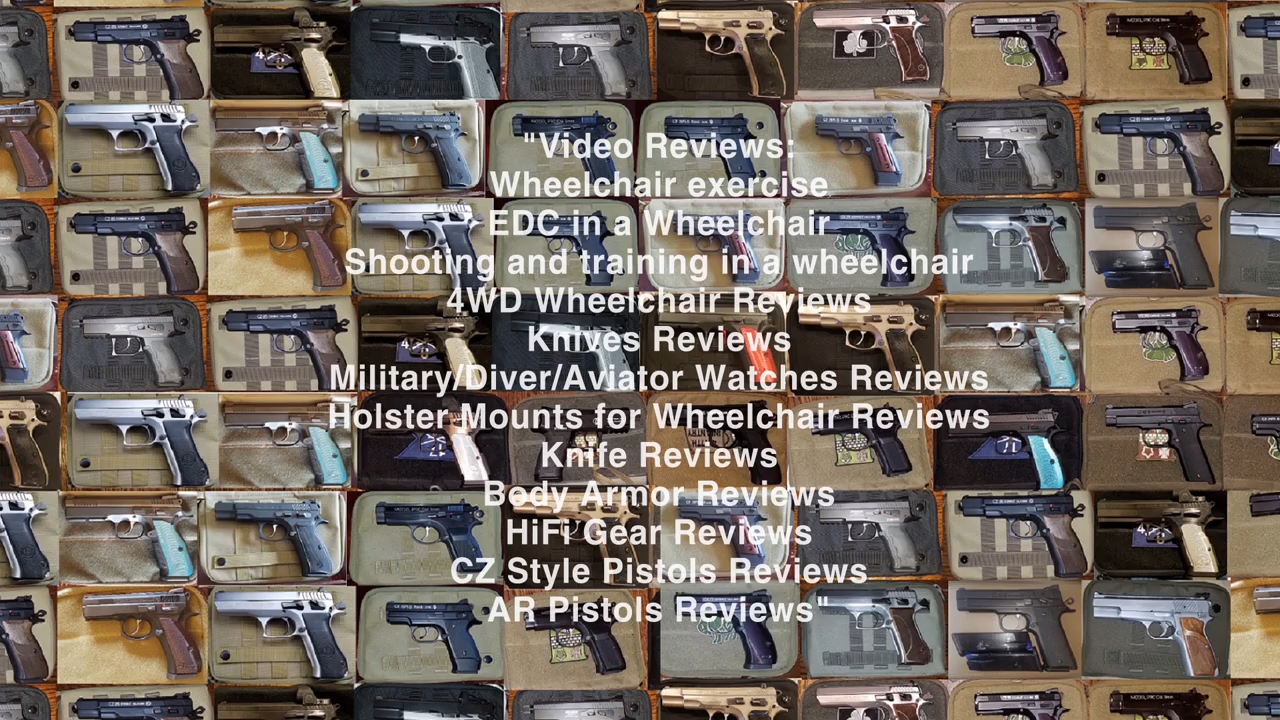 "Video Reviews:
Wheelchair exercise
EDC in a Wheelchair
Shooting and training in a wheelchair
4WD Wheelchair Reviews
Knives Reviews
Military/Diver/Aviator Watches Reviews
Holster Mounts for Wheelchair Reviews
Knife Reviews
Body Armor Reviews
HiFi Gear Reviews
CZ Style Pistols Reviews
AR Pistols Reviews"